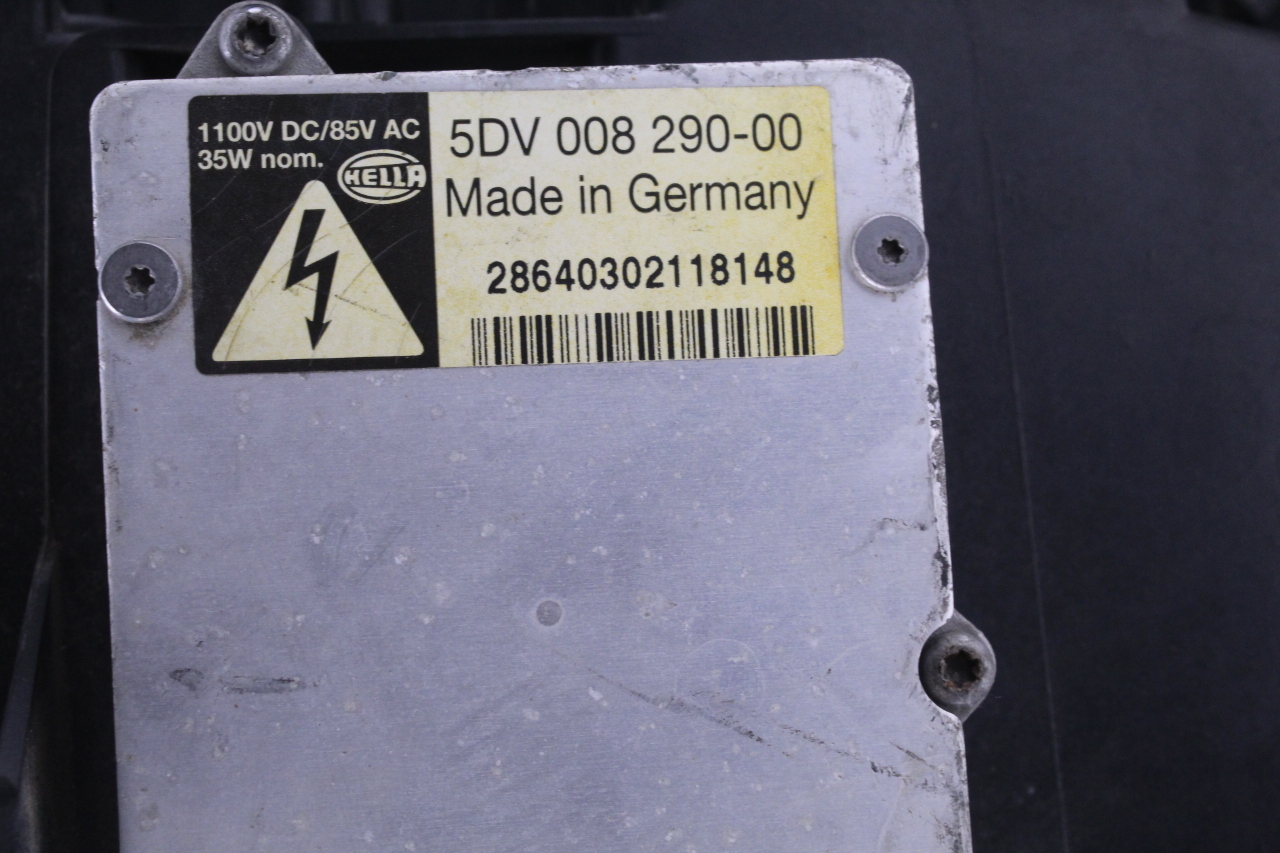 1100V DC/85V AC
35W nom.
HELLA
5DV 008 290-00
Made in Germany
28640302118148